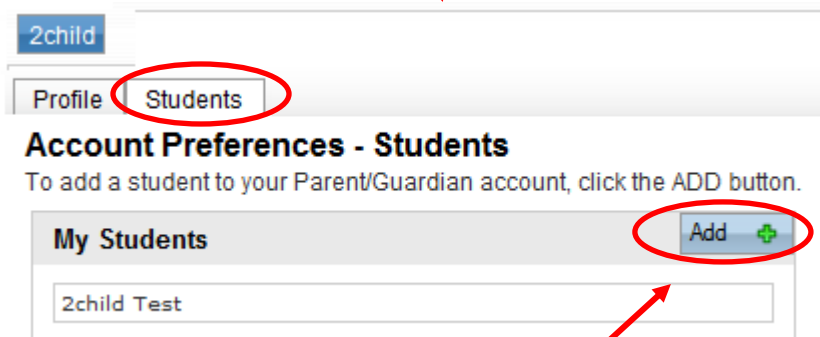 2child
Profile Students
Account Preferences - Students
To add a student to your Parent/Guardian account, click the ADD button.
My Students Add
2child Test